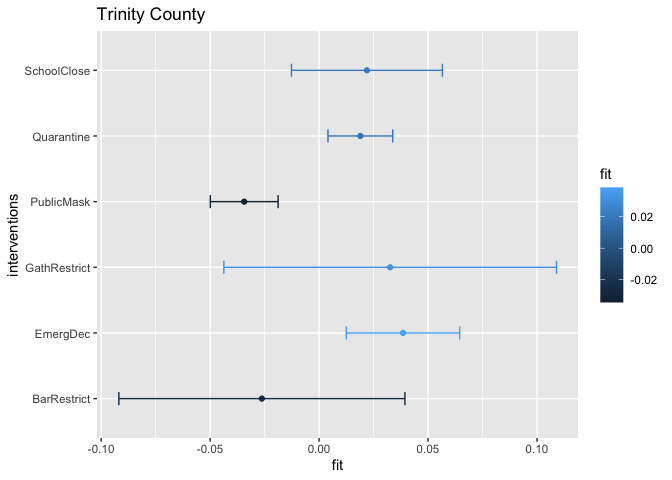 Trinity County
SchoolClose
Quarantine
PublicMask
GathRestrict
EmergDec
BarRestrict
interventions
-0.10
-0.05
0.00
0.05
0.10
fit
fit
0.02
0.00
-0.02